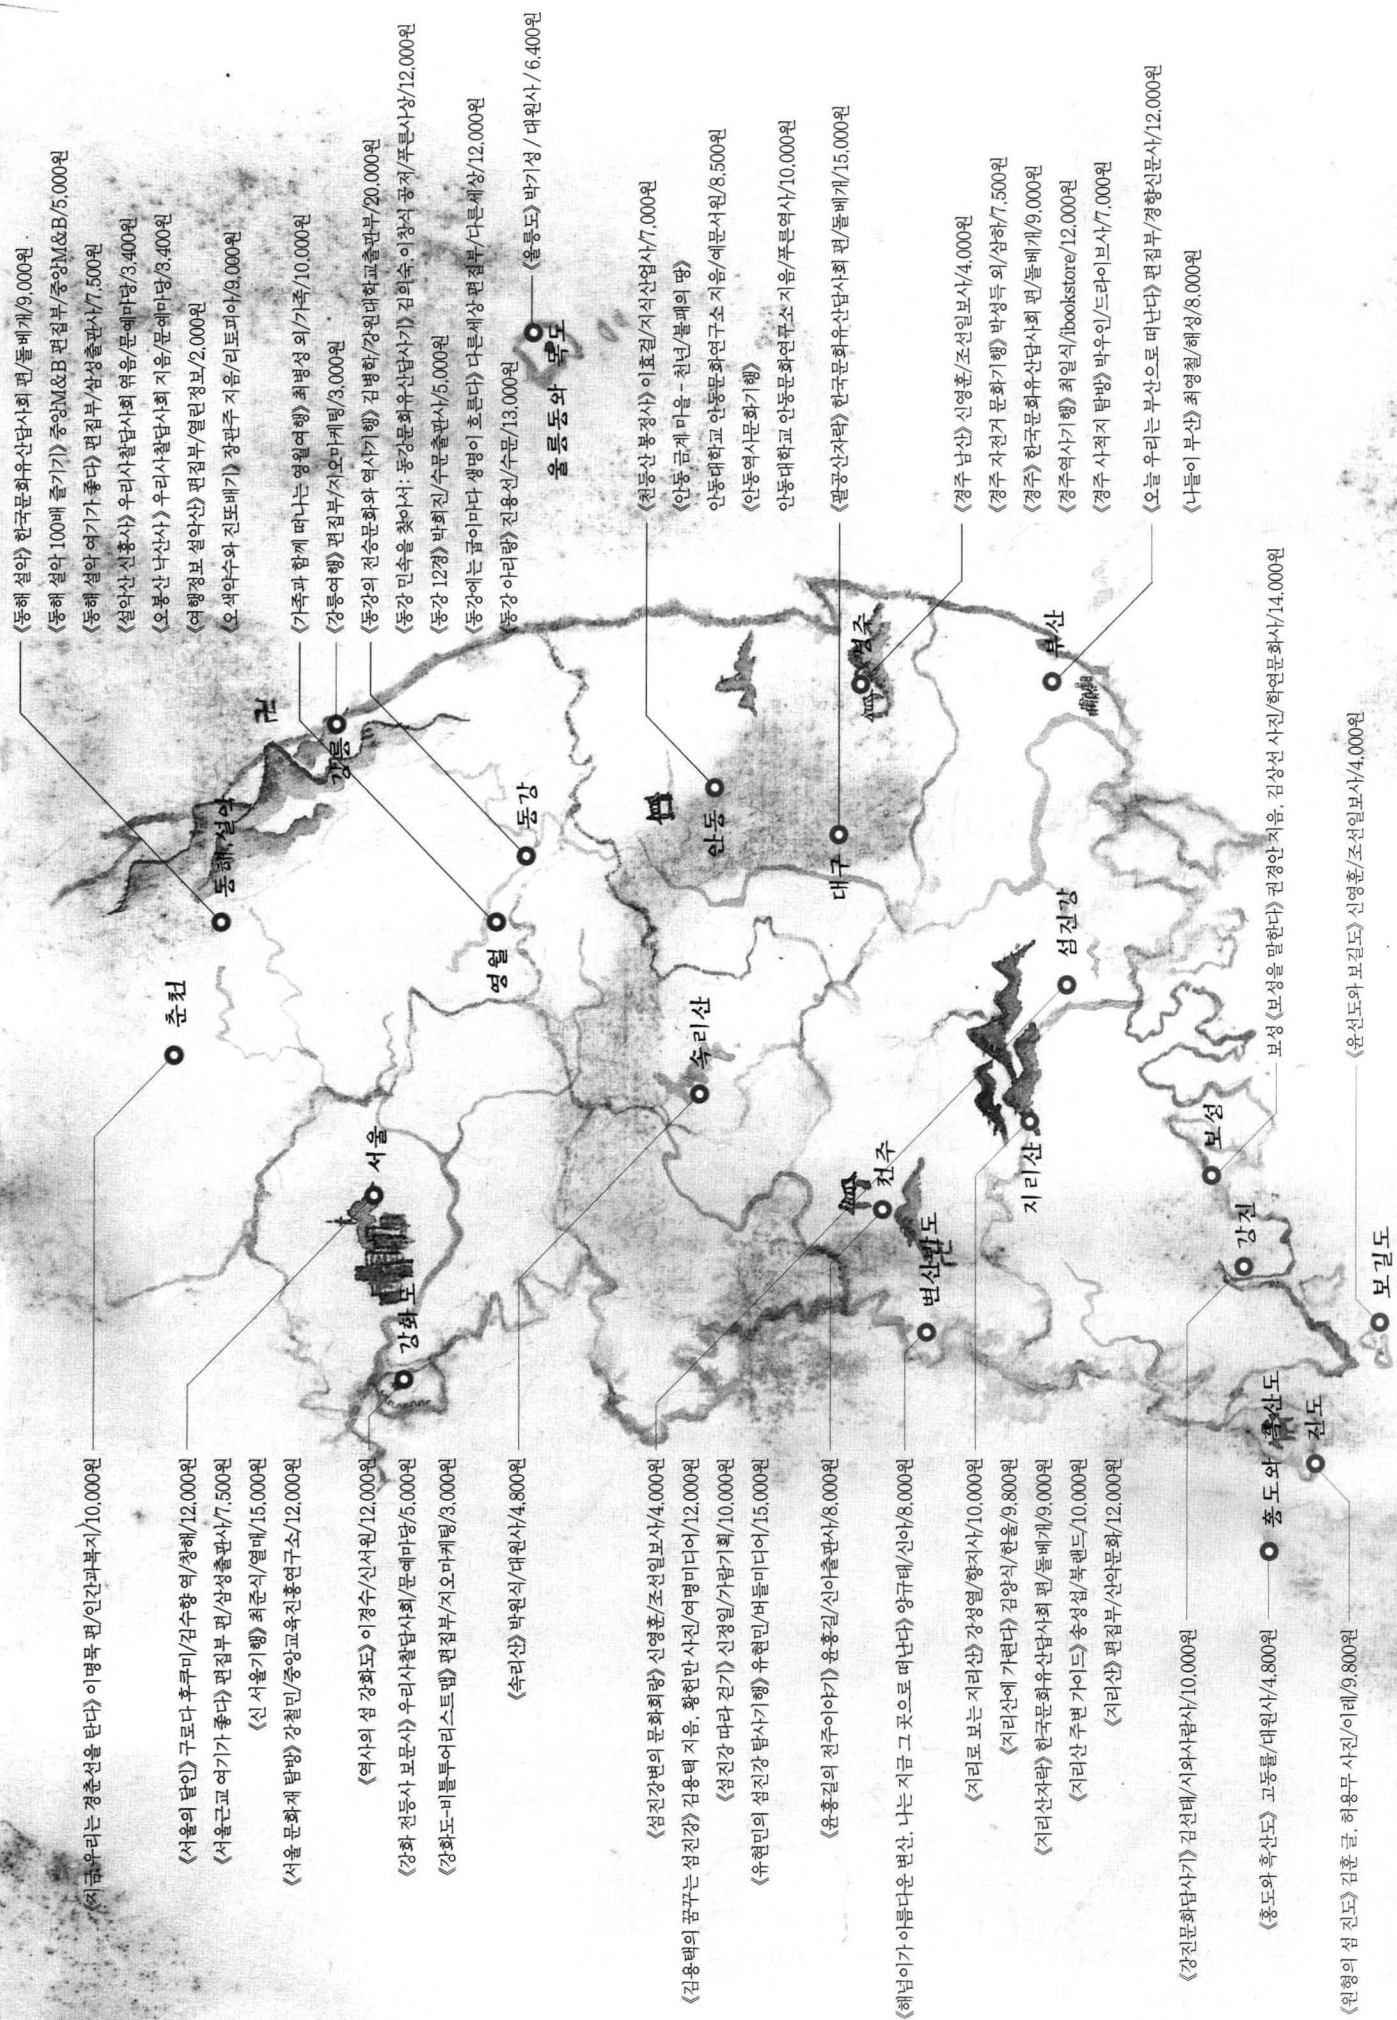 《지금 우리는 경춘선을 탄다》 이명묵 편/인간과복지/10,000원
《서울의 달인》 구로다 후쿠미/김수향 역/창해/12,000원
《서울근교 여기가 좋다》 편집부 편/삼성출판사/7,500원
《신 서울기행》 최준식/열매/15,000원
《서울 문화재 탐방》 강철민/중앙교육진흥연구소/12,000원
《역사의 섬 강화도》 이경수/신서원/12,000원
《강화 전등사 보문사》 우리사찰답사회/문예마당/5,000원
《강화도-비틀투어리스트맵》 편집부/지오마케팅/3,000원
《속리산》 박원식/대원사/4,800원
《섬진강변의 문화회랑》 신영훈/조선일보사/4,000원
《김용택의 꿈꾸는 섬진강》 김용택 지음, 황헌만 사진/여명미디어/12,000원
《섬진강 따라 걷기》 신정일/가람기획/10,000원
《유현민의 섬진강 탐사기행》 유현민/버들미디어/15,000원
《윤흥길의 전주이야기》 윤흥길/신아출판사/8,000원
《해넘이가 아름다운 변산, 나는 지금 그 곳으로 떠난다》 양규태/신아/8,000원
《지리로 보는 지리산》 강성열/향지사/10,000원
《지리산에 가련다》 김양식/한울/9,800원
《지리산자락》 한국문화유산답사회 편/돌베개/9,000원
《지리산 주변 가이드》 송성섭/북랜드/10,000원
《지리산》 편집부/산악문화/12,000원
《강진문화답사기》 김선태/시와사람사/10,000원
《홍도와 흑산도》 고동률/대원사/4,800원
《원형의 섬 진도》 김훈 글, 허용무 사진/이레/9,800원
춘천
동해,설악
강릉
서울
강화도
영월
동강
울릉동와 독도
속리산
안동
대구
경주
전주
변산반도
지리산
섬진강
부산
보성
강진
홍도와 흑산도
진도
보길도
《동해 설악》 한국문화유산답사회 편/돌베개/9,000원
《동해 설악 100배 즐기기》 중앙M&B 편집부/중앙M&B/5,000원
《동해 설악 여기가 좋다》 편집부/삼성출판사/7,500원
《설악산 신흥사》 우리사찰답사회 엮음/문예마당/3,400원
《오봉산 낙산사》 우리사찰답사회 지음/문예마당/3,400원
《여행정보 설악산》 편집부/열린정보/2,000원
《오색약수와 진또배기》 장관주 지음/리토피아/9,000원
《가족과 함께 떠나는 영월여행》 최병성 외/가족/10,000원
《강릉여행》 편집부/지오마케팅/3,000원
《동강의 전승문화와 역사기행》 김병학/강원대학교출판부/20,000원
《동강 민속을 찾아서: 동강문화유산답사기》 김의숙,이창식 공저/푸른사상/12,000원
《동강 12경》 박희진/수문출판사/5,000원
《동강에는 굽이마다 생명이 흐른다》 다른세상 편집부/다른세상/12,000원
《동강 아리랑》 진용선/수문/13,000원
《울릉도》 박기성 / 대원사 / 6,400원
《천등산 봉정사》 이효걸/지식산업사/7,000원
《안동 금계 마을 - 천년/불패의 땅》
안동대학교 안동문화연구소 지음/예문서원/8,500원
《안동역사문화기행》
안동대학교 안동문화연구소 지음/푸른역사/10,000원
《팔공산자락》 한국문화유산답사회 편/돌베개/15,000원
《경주 남산》 신영훈/조선일보사/4,000원
《경주 자전거 문화기행》 박성득 외/삼하/7,500원
《경주》 한국문화유산답사회 편/돌베개/9,000원
《경주역사기행》 최일식/ibookstore/12,000원
《경주 사적지 탐방》 박우인/드라이브사/7,000원
《오늘 우리는 부산으로 떠난다》 편집부/경향신문사/12,000원
《나들이 부산》 최영철/해성/8,000원
보성 《보성을 말한다》 권경안 지음, 김상선 사진/학연문화사/14,000원
《윤선도와 보길도》 신영훈/조선일보사/4,000원